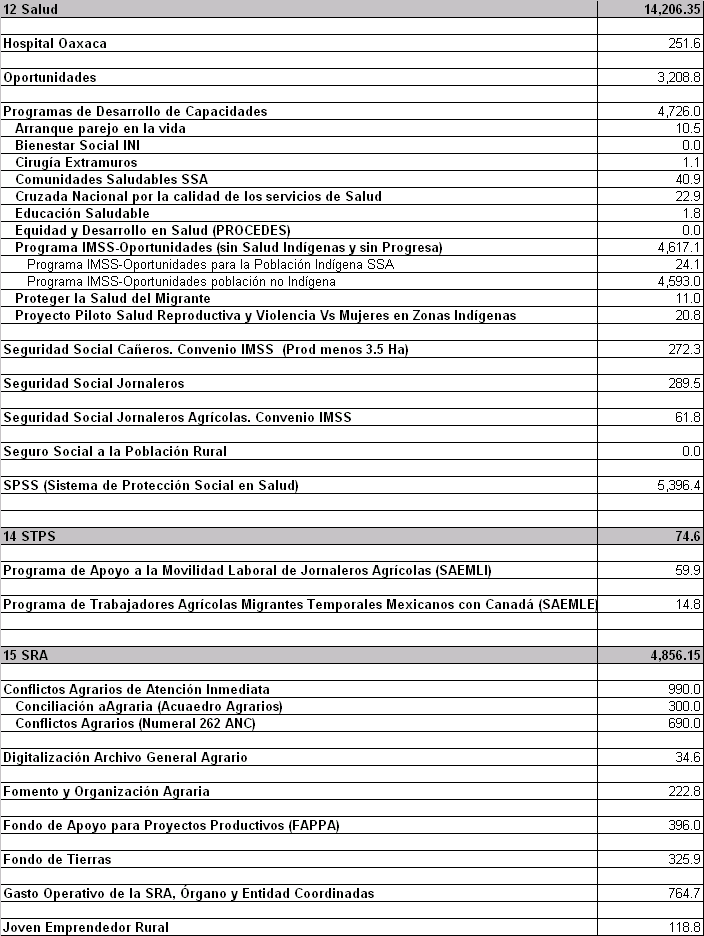 12 Salud 14,206.35
Hospital Oaxaca 251.6
Oportunidades 3,208.8
Programas de Desarrollo de Capacidades 4,726.0
Arranque parejo en la vida 10.5
Bienestar Social INI 0.0
Cirugía Extramuros 1.1
Comunidades Saludables SSA 40.9
Cruzada Nacional por la calidad de los servicios de Salud 22.9
Educación Saludable 1.8
Equidad y Desarrollo en Salud (PROCEDES) 0.0
Programa IMSS-Oportunidades (sin Salud Indígenas y sin Progresa) 4,617.1
Programa IMSS-Oportunidades para la Población Indígena SSA 24.1
Programa IMSS-Oportunidades población no Indígena 4,593.0
Proteger la Salud del Migrante 11.0
Proyecto Piloto Salud Reproductiva y Violencia Vs Mujeres en Zonas Indígenas 20.8
Seguridad Social Cañeros. Convenio IMSS (Prod menos 3.5 Ha) 272.3
Seguridad Social Jornaleros 289.5
Seguridad Social Jornaleros Agrícolas. Convenio IMSS 61.8
Seguro Social a la Población Rural 0.0
SPSS (Sistema de Protección Social en Salud) 5,396.4
14 STPS 74.6
Programa de Apoyo a la Movilidad Laboral de Jornaleros Agrícolas (SAEMLI) 59.9
Programa de Trabajadores Agrícolas Migrantes Temporales Mexicanos con Canadá (SAEMLE) 14.8
15 SRA 4,856.15
Conflictos Agrarios de Atención Inmediata 990.0
Conciliación aAgraria (Acuaedro Agrarios) 300.0
Conflictos Agrarios (Numeral 262 ANC) 690.0
Digitalización Archivo General Agrario 34.6
Fomento y Organización Agraria 222.8
Fondo de Apoyo para Proyectos Productivos (FAPPA) 396.0
Fondo de Tierras 325.9
Gasto Operativo de la SRA, Órgano y Entidad Coordinadas 764.7
Joven Emprendedor Rural 118.8